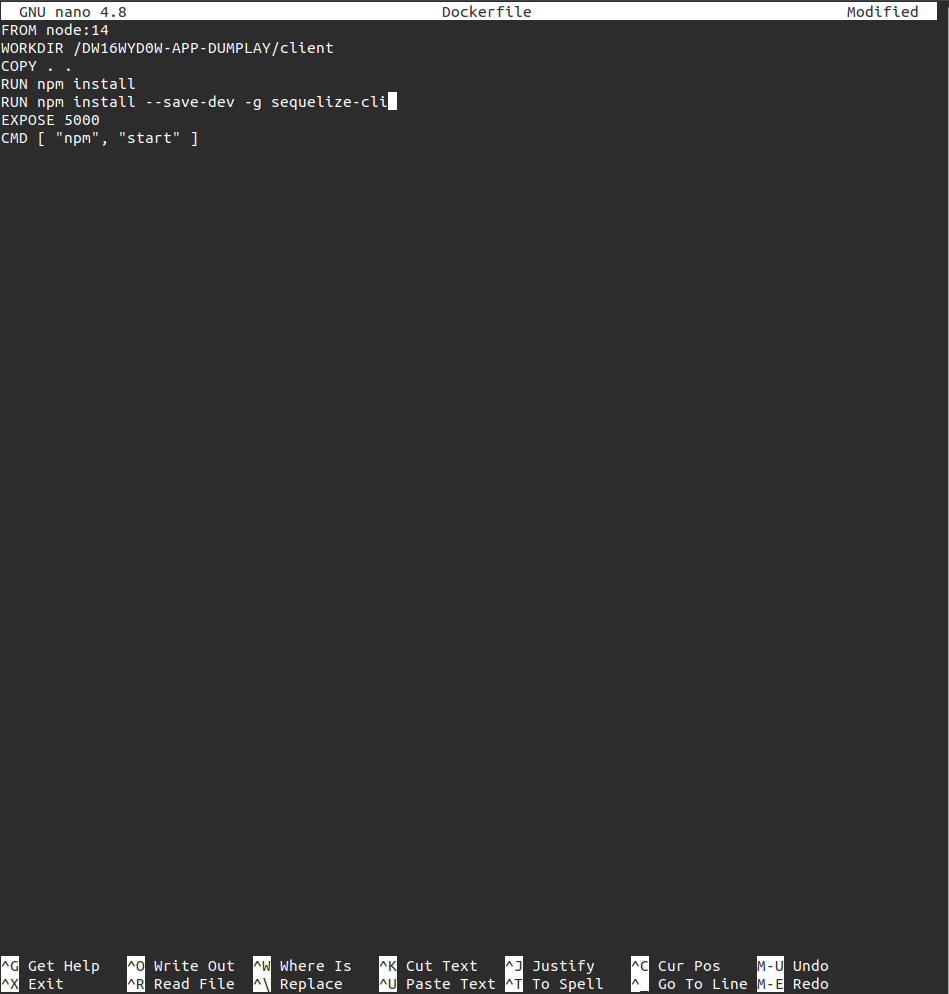 GNU nano 4.8 Dockerfile Modified
FROM node:14
WORKDIR /DW16WYD0W-APP-DUMPLAY/client
COPY . .
RUN npm install
RUN npm install --save-dev -g sequelize-cli
EXPOSE 5000
CMD [ "npm", "start" ]
^G Get Help ^O Write Out ^W Where Is ^K Cut Text ^J Justify ^C Cur Pos M-U Undo
^X Exit ^R Read File ^\ Replace ^U Paste Text ^T To Spell ^_ Go To Line M-E Redo